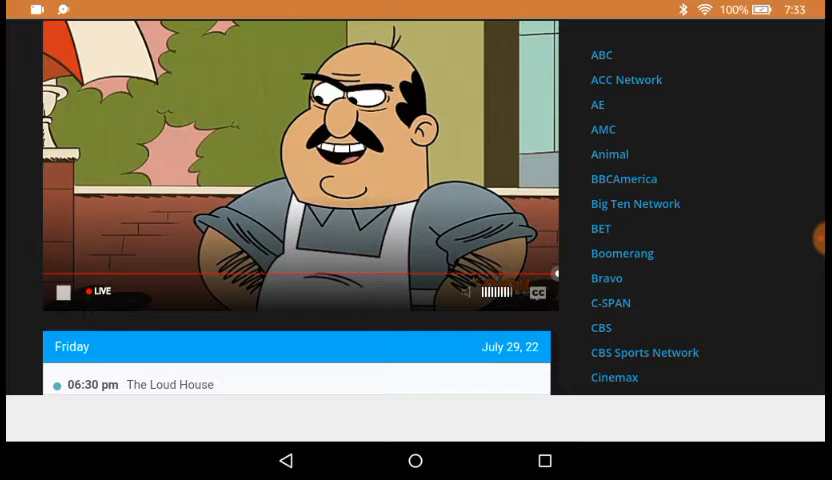 100%
7:33
ABC
ACC Network
AE
AMC
Animal
BBCAmerica
Big Ten Network
BET
Boomerang
Bravo
C-SPAN
CBS
CBS Sports Network
Cinemax
LIVE
CC
Friday
July 29, 22
06:30 pm The Loud House